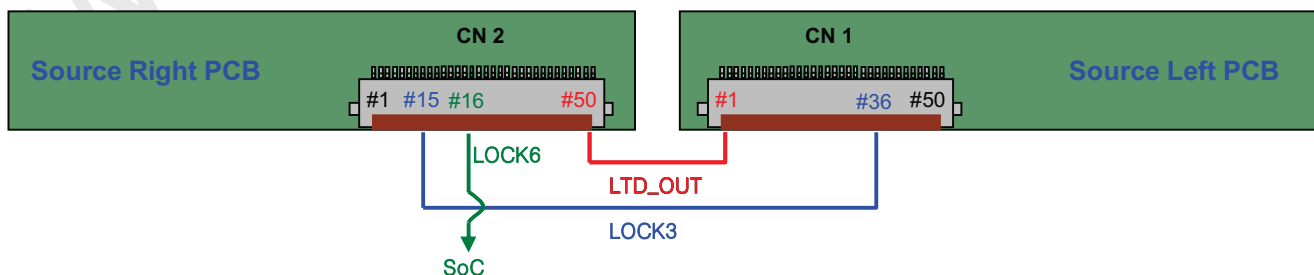 CN 2
CN 1
Source Right PCB
Source Left PCB
#1 #15 #16 #50
#1 #36 #50
LOCK6
LTD_OUT
LOCK3
SoC